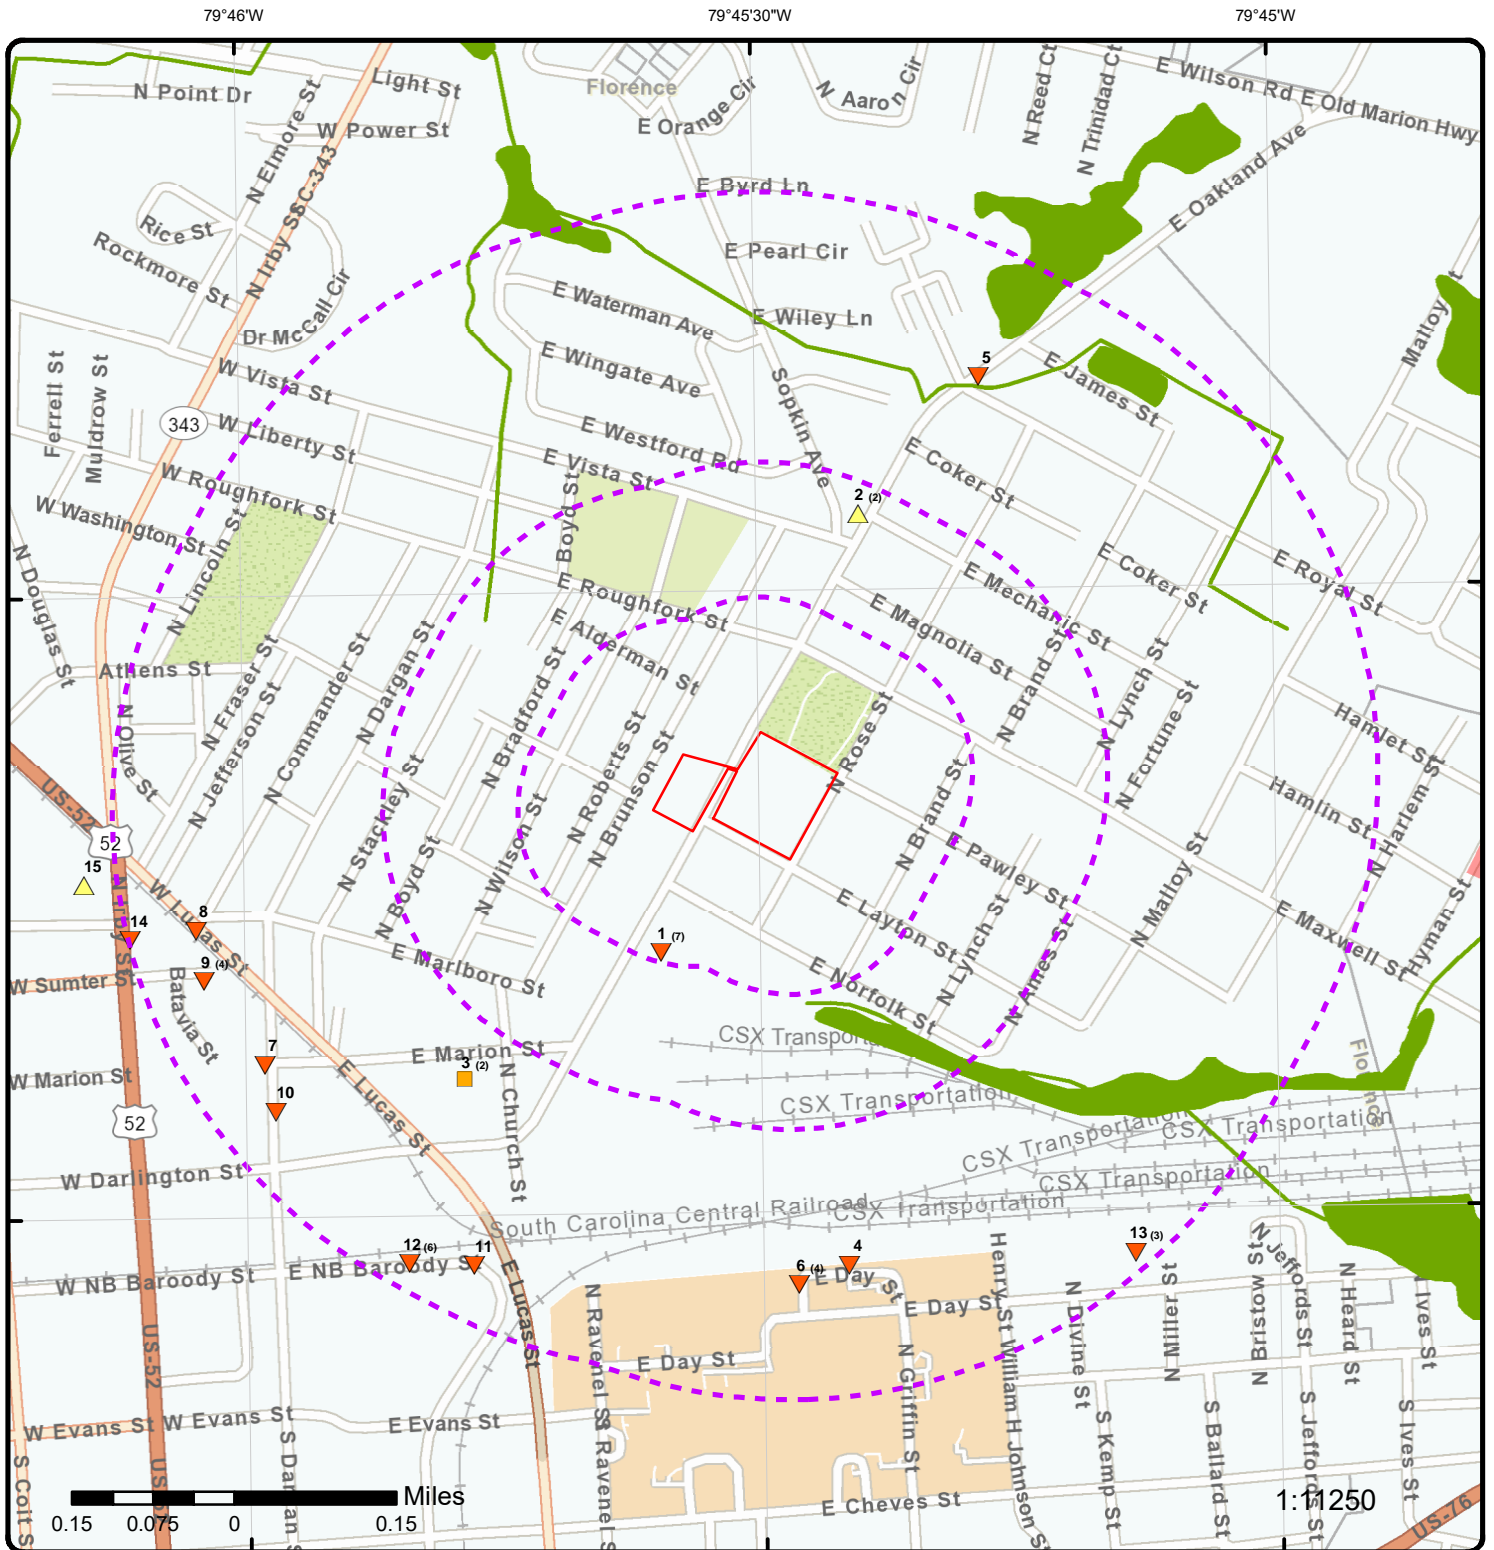 79°46'W
79°45'30"W
79°45'W
Light St
N Point Dr
W Power St
N Elmore St
Florence
E Orange Cir
N Aaron Cir
N Reed Ct
N Trinidad Ct
E Wilson Rd
E Old Marion Hwy
E Oakland Ave
N Irby St
SC-343
Rice St
Rockmore St
Dr McCall Cir
E Byrd Ln
E Pearl Cir
E Wiley Ln
E Waterman Ave
E Wingate Ave
E Westford Rd
Sopkin Ave
5
E James St
Ferrell St
Muldrow St
343
W Vista St
W Liberty St
W Roughfork St
W Washington St
E Vista St
N Boyd St
2 (2)
E Coker St
E Coker St
E Royal St
N Douglas St
N Lincoln St
Athens St
E Roughfork St
E Alderman St
E Magnolia St
E Mechanic St
N Olive St
N Fraser St
N Jefferson St
N Commander St
N Dargan St
N Stackley St
N Boyd St
N Bradford St
N Wilson St
N Roberts St
N Brunson St
N Rose St
N Brand St
N Brand St
N Lynch St
N Fortune St
Hamlet St
Hamlin St
N Harlem St
US-52
52
15
14
N Irby St
W Lucas St
8
9 (4)
W Sumter St
Batavia St
E Marlboro St
1 (7)
E Layton St
E Pawley St
E Norfolk St
N Lynch St
N Ames St
N Malloy St
E Maxwell St
Hyman St
7
10
W Marion St
E Marion St
3 (2)
52
E Lucas St
N Church St
W Darlington St
CSX Transportation
CSX Transportation
CSX Transportation
CSX Transportation
CSX Transportation
South Carolina Central Railroad
Florence
12 (6)
11
W NB Baroody St
E NB Baroody St
E Lucas St
6 (4)
4
E Day St
E Day St
E Day St
13 (3)
N Ravenel St
S Ravenel St
N Griffin St
Henry St
William H Johnson St
N Divine St
N Miller St
N Bristow St
N Jeffords St
N Heard St
N Ives St
US-52
W Evans St
W Evans St
E Evans St
S Coit St
S Dargan St
E Cheves St
S Kemp St
S Ballard St
S Jeffords St
S Ives St
US-76
Miles
0.15 0.075 0 0.15
1:11250